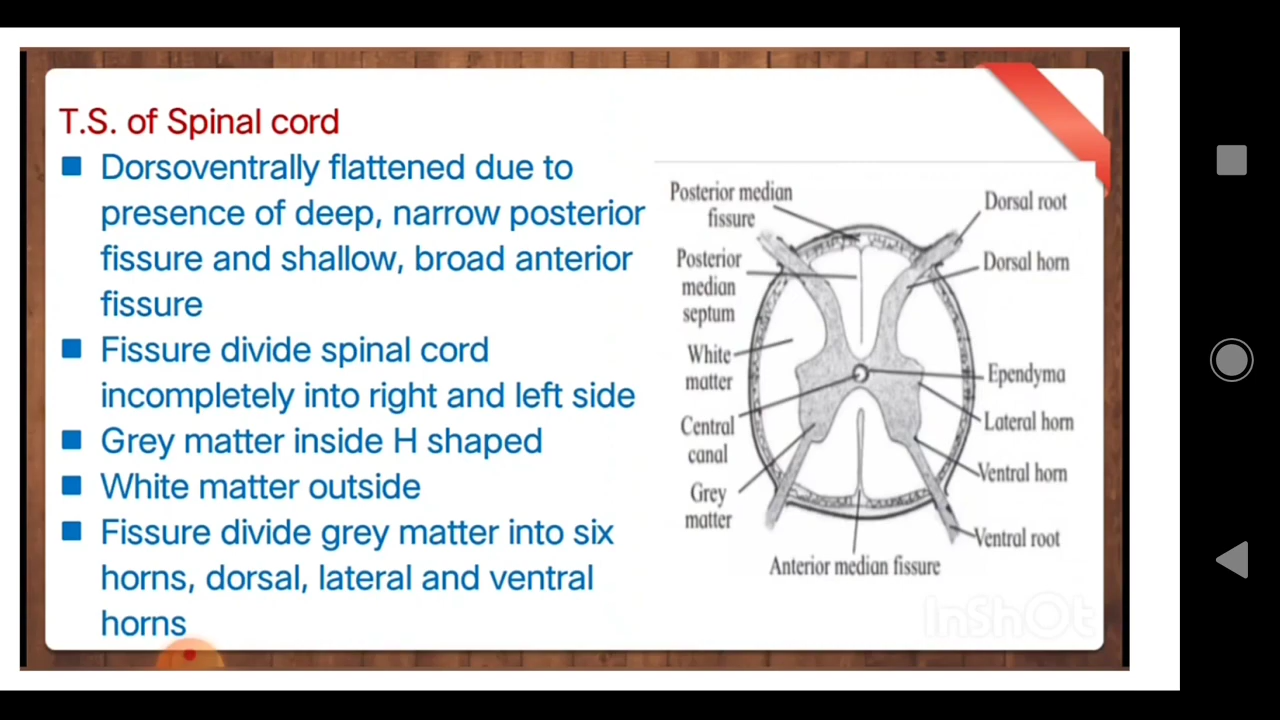 T.S. of Spinal cord
Dorsoventrally flattened due to
presence of deep, narrow posterior
fissure and shallow, broad anterior
fissure
Fissure divide spinal cord
incompletely into right and left side
Grey matter inside H shaped
White matter outside
Fissure divide grey matter into six
horns, dorsal, lateral and ventral
horns
Posterior median
fissure
Posterior
median
septum
White
matter
Central
canal
Grey
matter
Dorsal root
Dorsal horn
Ependyma
Lateral horn
Ventral horn
Ventral root
Anterior median fissure
InShOt